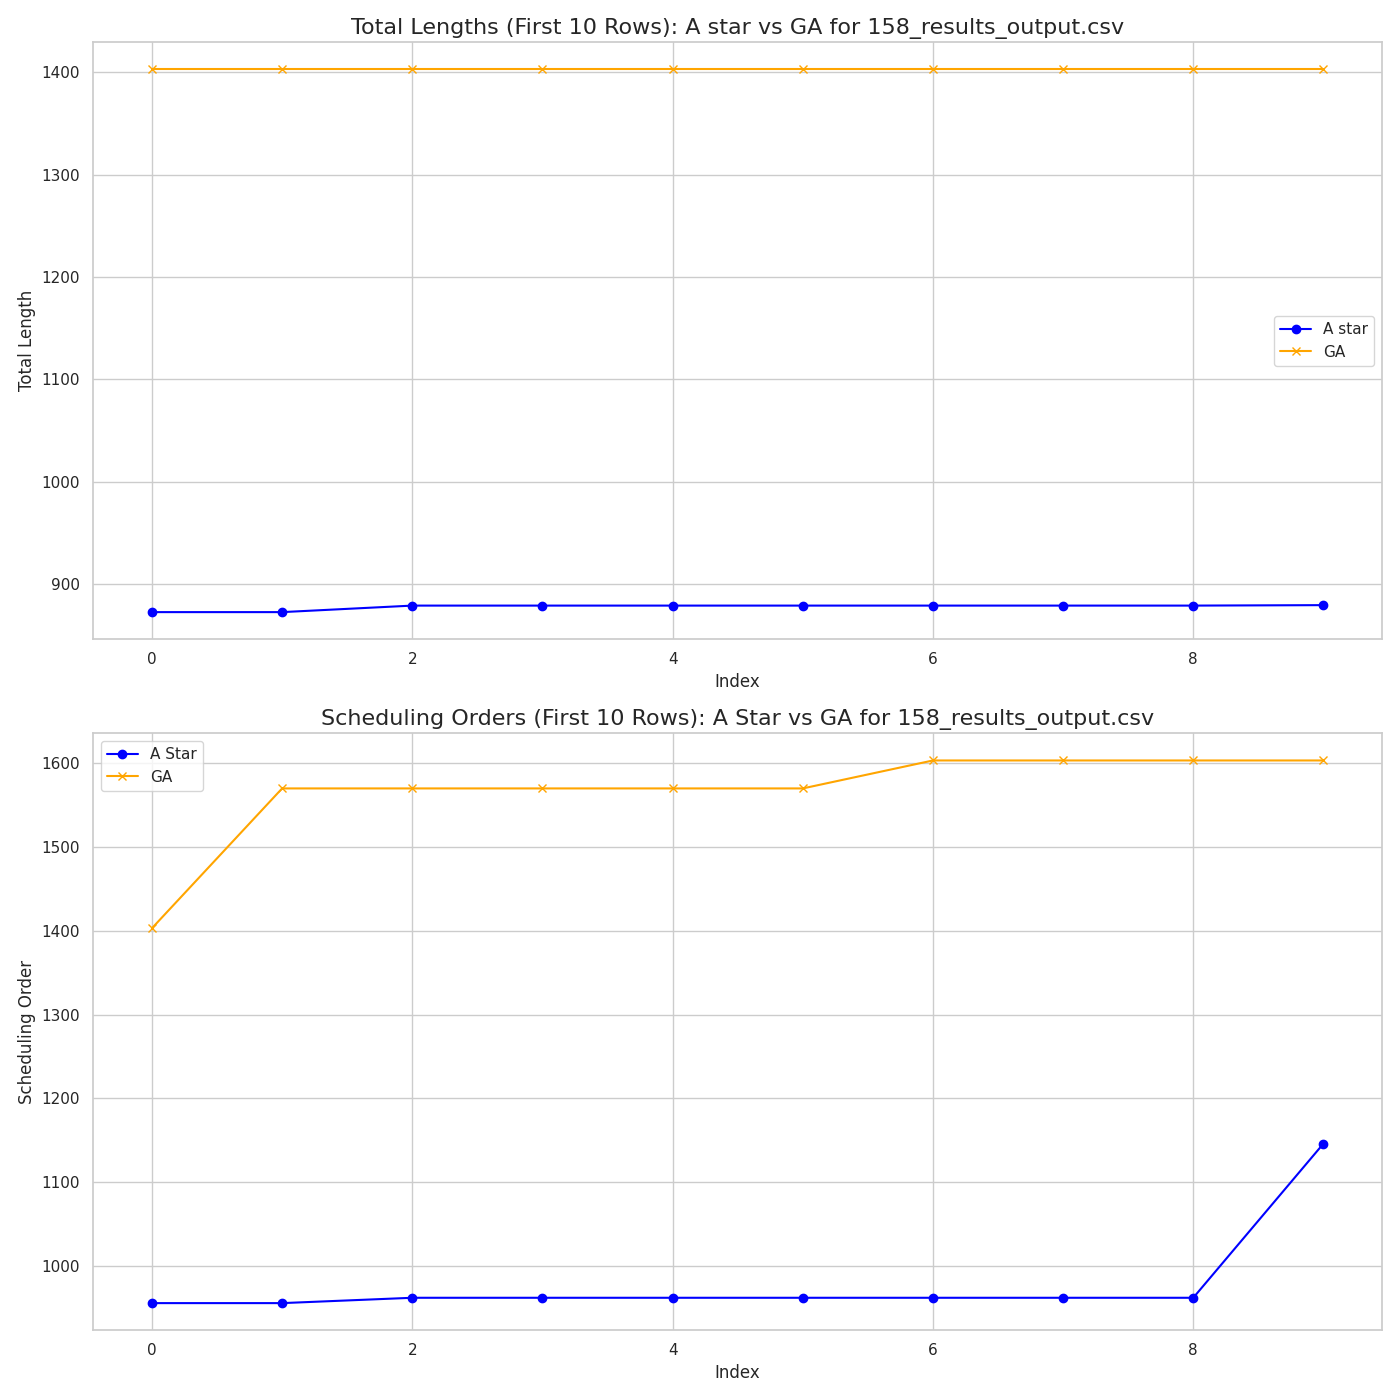 Total Lengths (First 10 Rows): A star vs GA for 158_results_output.csv
1400
1300
1200
1100
1000
900
Total Length
A star
GA
0 2 4 6 8
Index
Scheduling Orders (First 10 Rows): A Star vs GA for 158_results_output.csv
A Star
GA
1600
1500
1400
1300
1200
1100
1000
Scheduling Order
0 2 4 6 8
Index